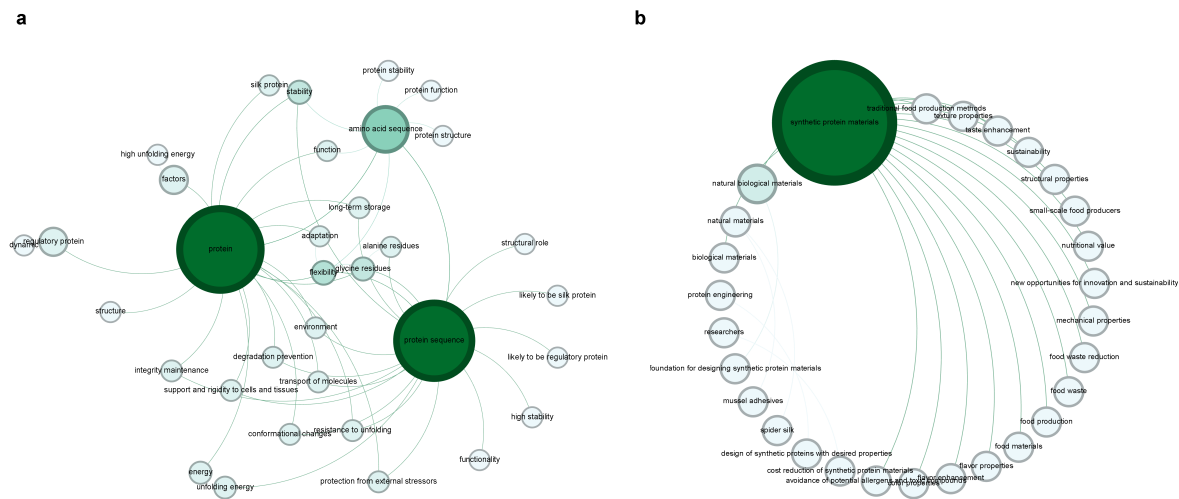 a
b
protein stability
silk protein
stability
protein function
amino acid sequence
protein structure
function
high unfolding energy
factors
long-term storage
adaptation
protein
regulatory protein
alanine residues
structural role
flexibility
glycine residues
likely to be silk protein
structure
environment
protein sequence
degradation prevention
likely to be regulatory protein
integrity maintenance
transport of molecules
support and rigidity to cells and tissues
high stability
conformational changes
resistance to unfolding
functionality
energy
unfolding energy
protection from external stressors
synthetic protein materials
traditional food production methods
texture properties
taste enhancement
sustainability
structural properties
natural biological materials
small-scale food producers
natural materials
nutritional value
biological materials
new opportunities for innovation and sustainability
protein engineering
mechanical properties
researchers
food waste reduction
foundation for designing synthetic protein materials
food waste
mussel adhesives
food production
spider silk
food materials
design of synthetic proteins with desired properties
flavor properties
cost reduction of synthetic protein materials
avoidance of potential allergens and toxic compounds